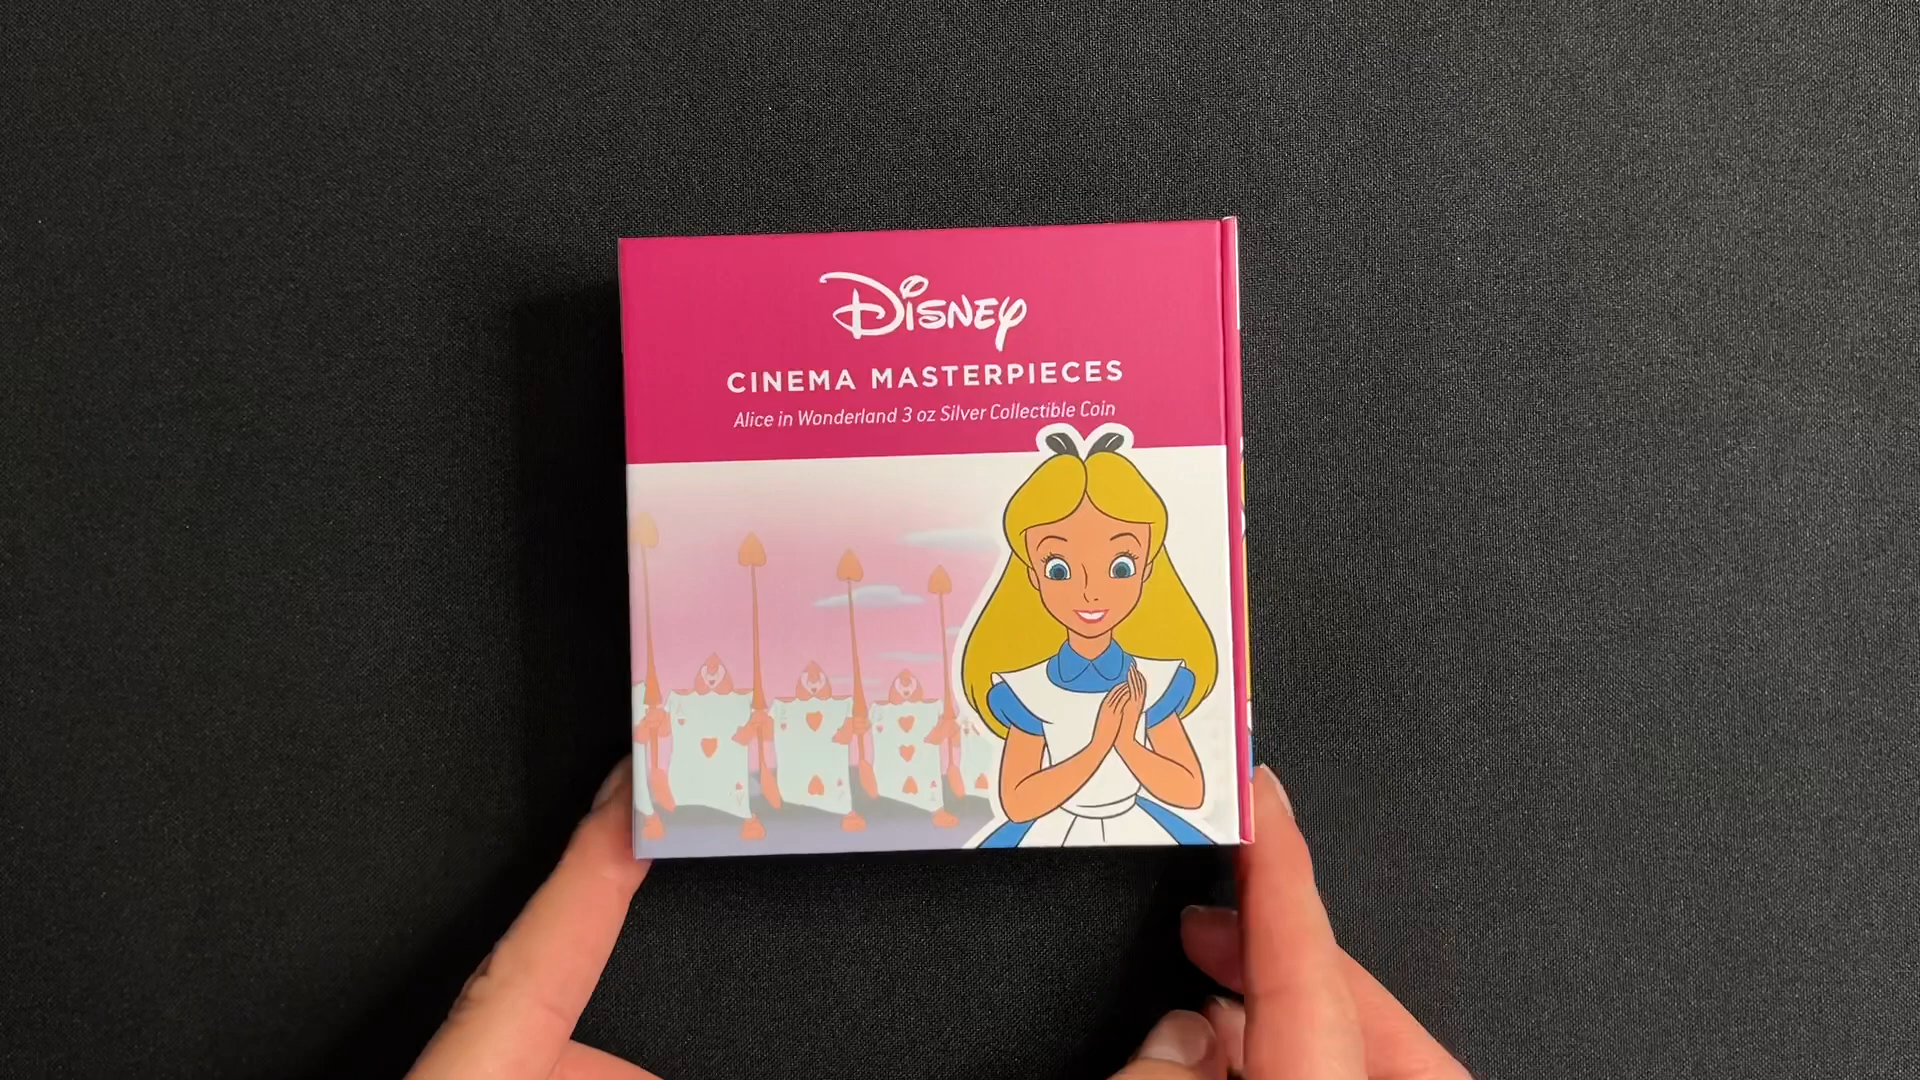 Disney
CINEMA MASTERPIECES
Alice in Wonderland 3 oz Silver Collectible Coin